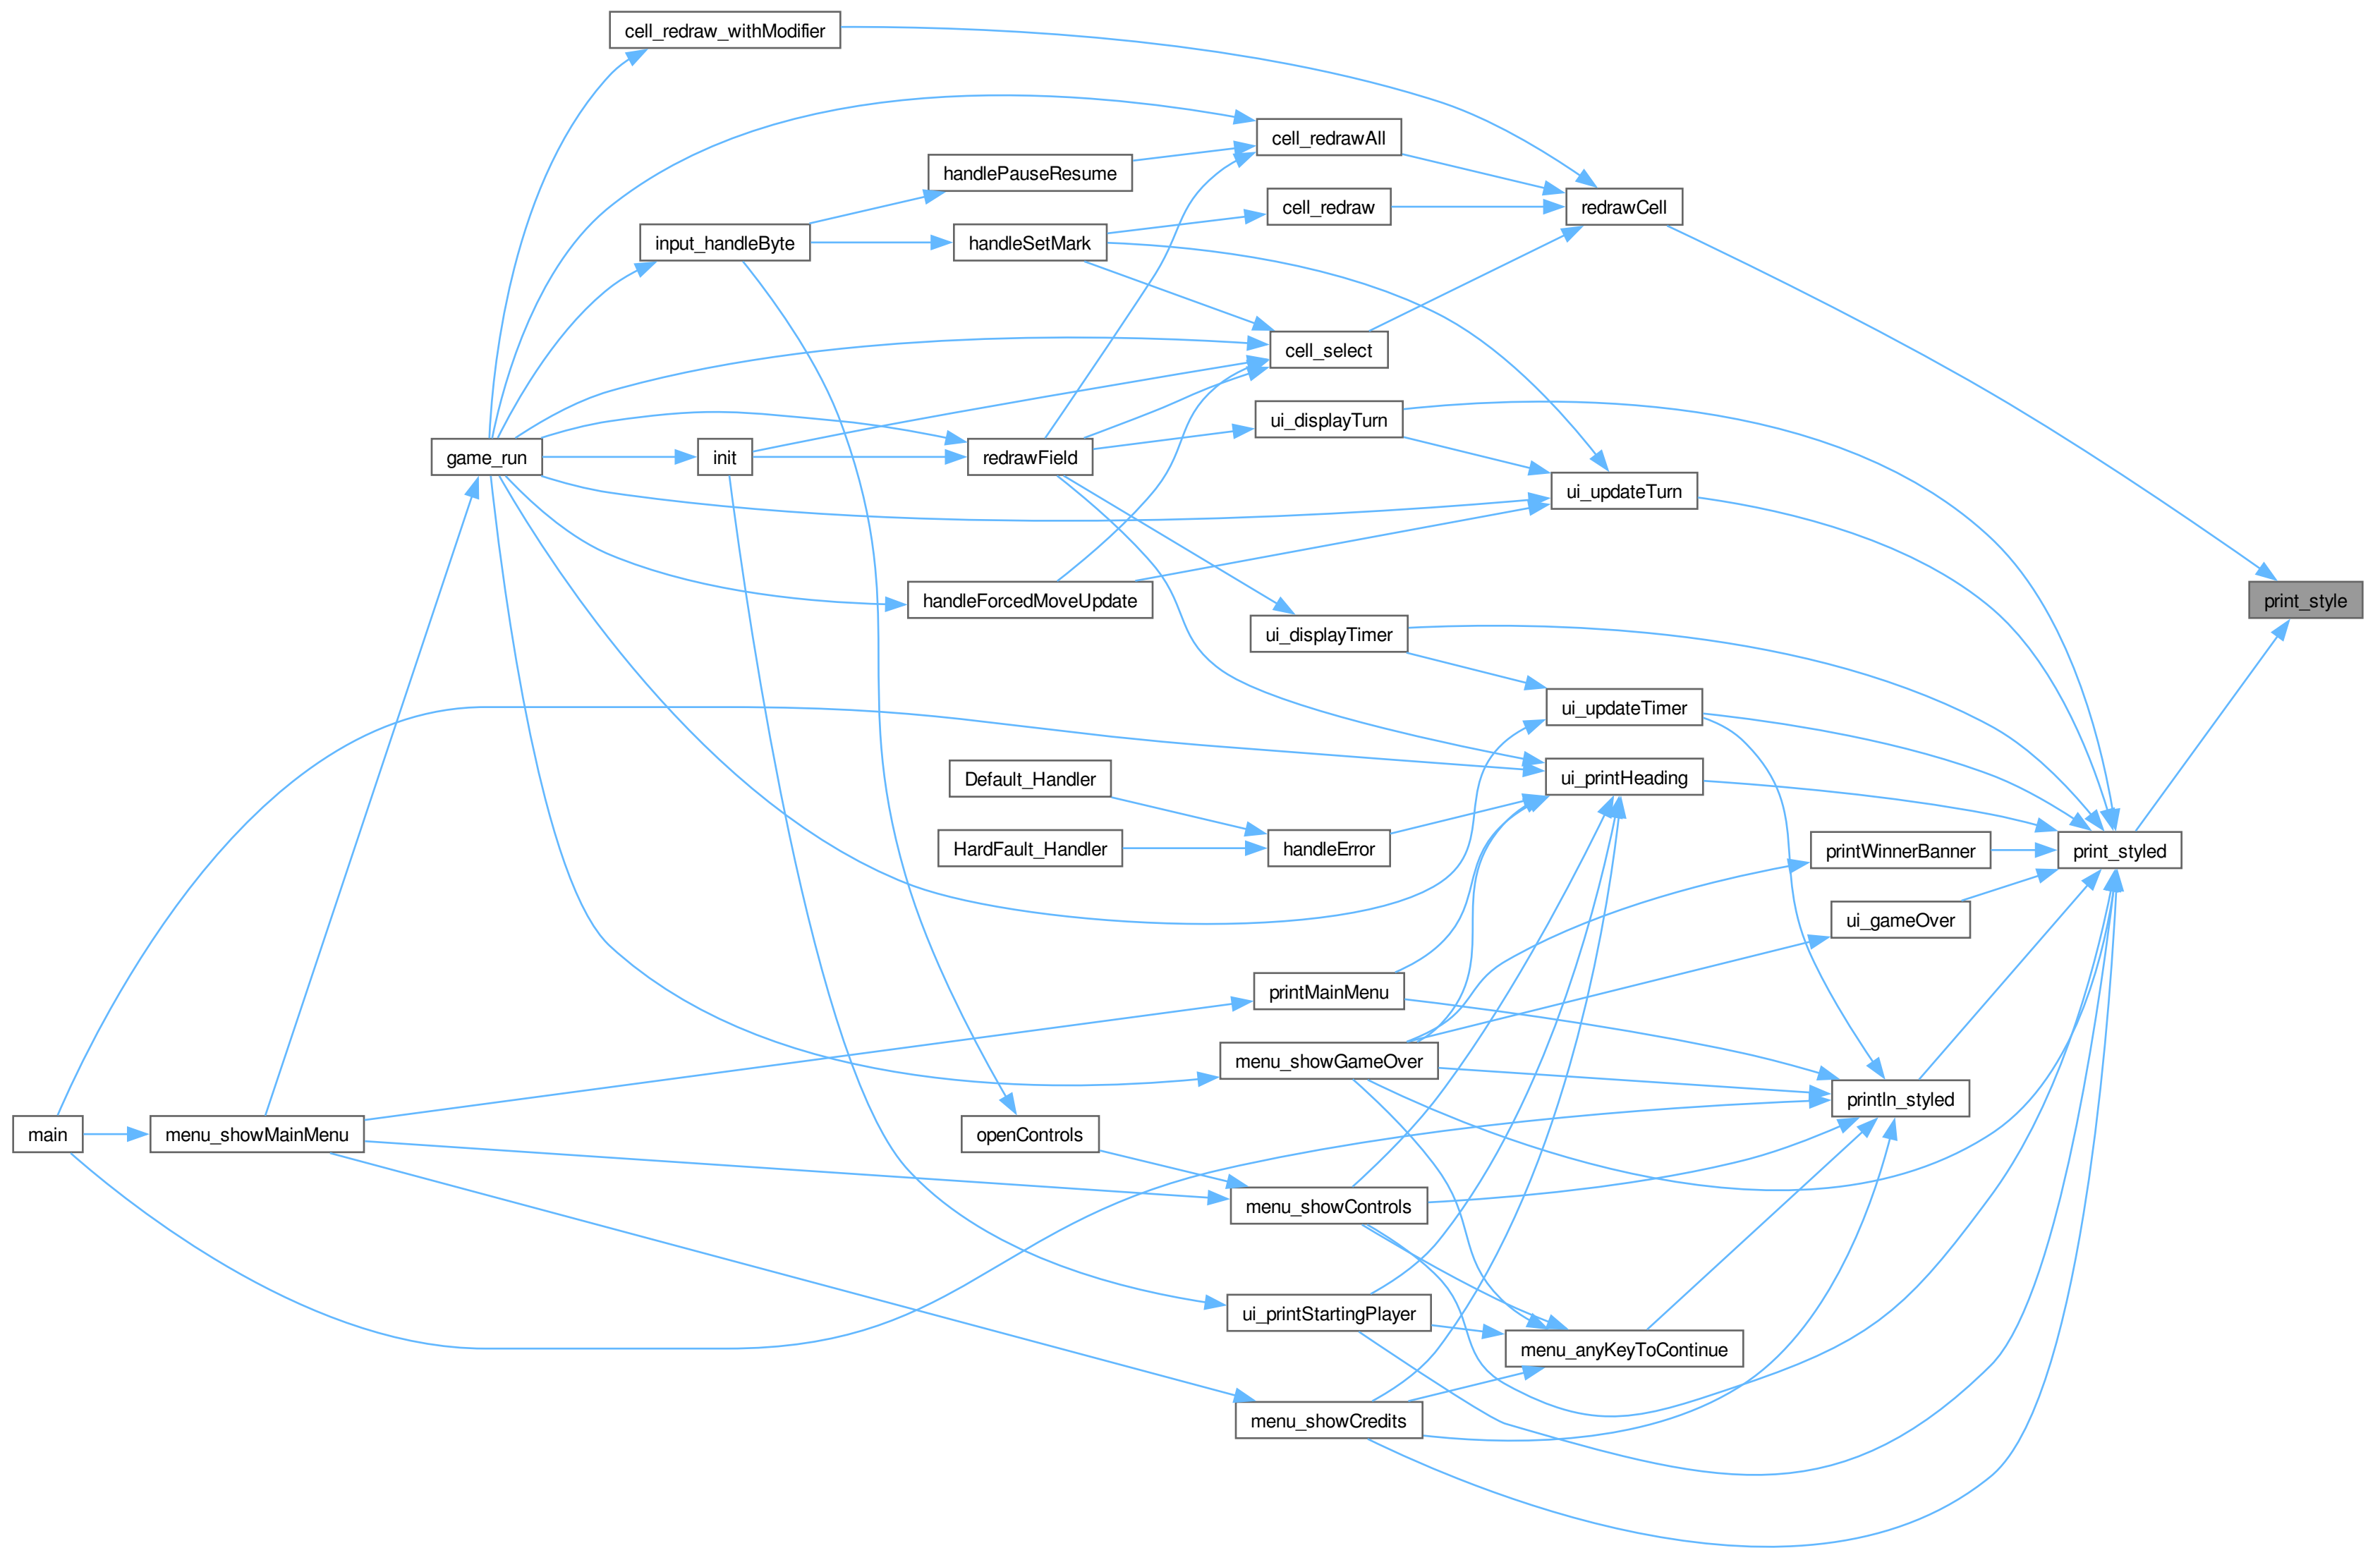 cell_redraw_withModifier
cell_redrawAll
handlePauseResume
cell_redraw
redrawCell
input_handleByte
handleSetMark
cell_select
ui_displayTurn
game_run
init
redrawField
ui_updateTurn
handleForcedMoveUpdate
print_style
ui_displayTimer
ui_updateTimer
Default_Handler
ui_printHeading
HardFault_Handler
handleError
printWinnerBanner
print_styled
ui_gameOver
printMainMenu
menu_showGameOver
println_styled
main
menu_showMainMenu
openControls
menu_showControls
ui_printStartingPlayer
menu_anyKeyToContinue
menu_showCredits